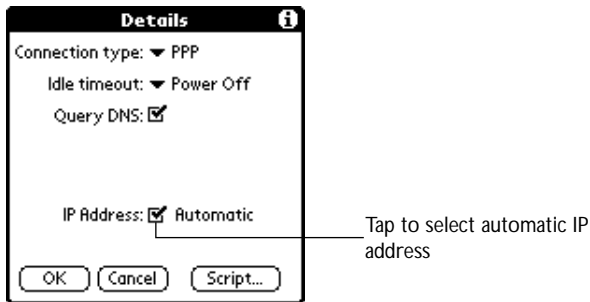 Details
Connection type: PPP
Idle timeout: Power Off
Query DNS:
IP Address: Automatic
Tap to select automatic IP
address
OK Cancel Script...